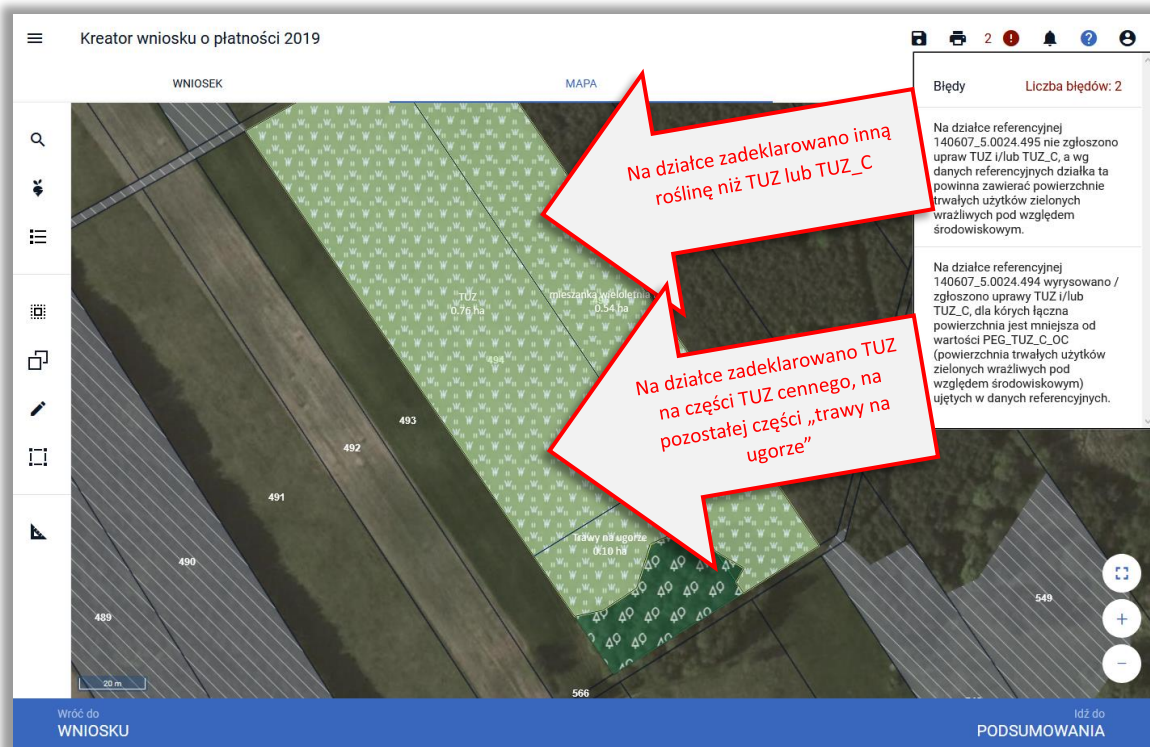 Kreator wniosku o płatności 2019
2
WNIOSEK
MAPA
Błędy
Liczba błędów: 2
Na działce referencyjnej
140607_5.0024.495 nie zgłoszono
upraw TUZ i/lub TUZ_C, a wg
danych referencyjnych działka ta
powinna zawierać powierzchnie
trwałych użytków zielonych
wrażliwych pod względem
środowiskowym.
Na działce referencyjnej
140607_5.0024.494 wyrysowano /
zgłoszono uprawy TUZ i/lub
TUZ_C, dla kórych łączna
powierzchnia jest mniejsza od
wartości PEG_TUZ_C_OC
(powierzchnia trwałych użytków
zielonych wrażliwych pod
względem środowiskowym)
ujętych w danych referencyjnych.
Na działce zadeklarowano inną
roślinę niż TUZ lub TUZ_C
TUZ
0.76 ha
mieszanka wieloletnia
0.54 ha
494
Na działce zadeklarowano TUZ
na części TUZ cennego, na
pozostałej części „trawy na
ugorze”
493
492
491
490
489
Trawy na ugorze
0.10 ha
549
566
20 m
Wróć do
WNIOSKU
Idź do
PODSUMOWANIA